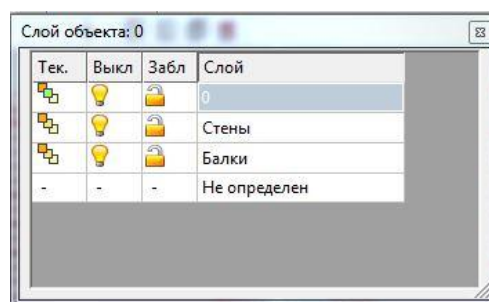 Слой объекта: 0
Тек. Выкл Забл Слой
0
Стены
Балки
- - - Не определен